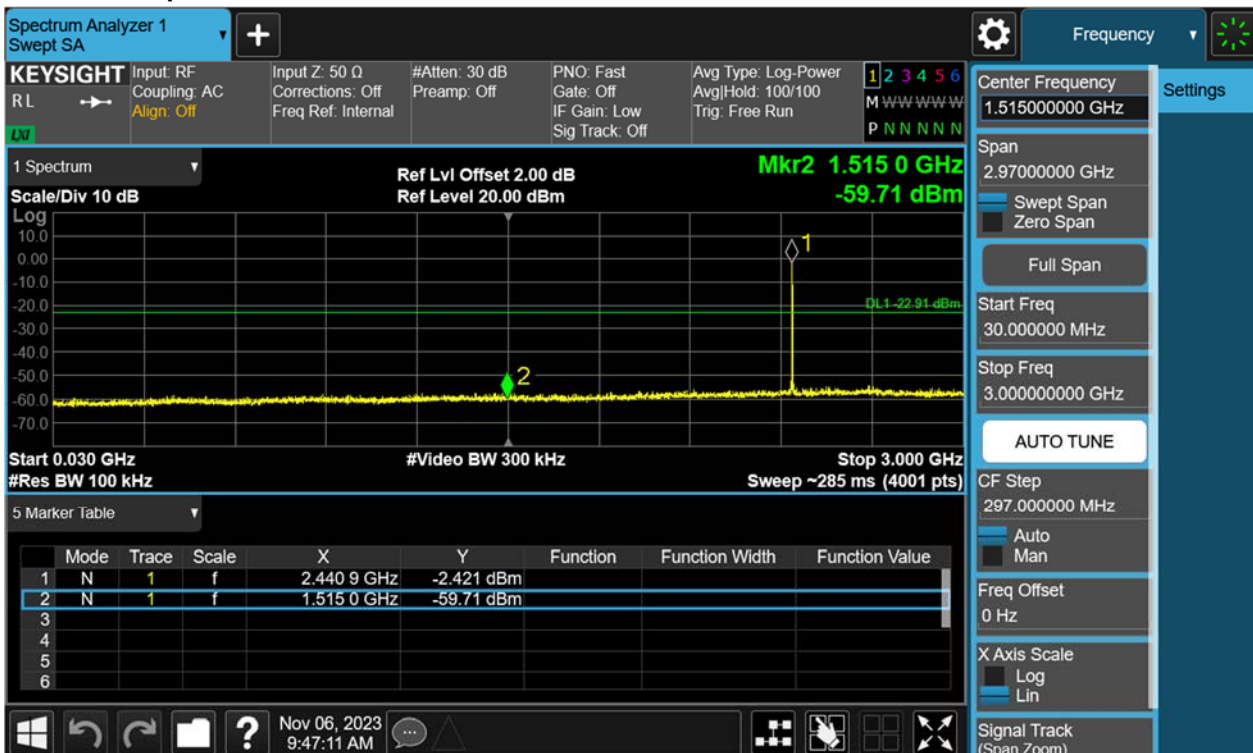 Spectrum Analyzer 1
Swept SA
+
Frequency
KEYSIGHT
RL
LXI
Input: RF
Coupling: AC
Align: Off
Input Z: 50 Ω
Corrections: Off
Freq Ref: Internal
#Atten: 30 dB
Preamp: Off
PNO: Fast
Gate: Off
IF Gain: Low
Sig Track: Off
Avg Type: Log-Power
Avg|Hold: 100/100
Trig: Free Run
1 2 3 4 5 6
M W W W W W
P N N N N N
1 Spectrum
Scale/Div 10 dB
Ref Lvl Offset 2.00 dB
Ref Level 20.00 dBm
Mkr2 1.515 0 GHz
-59.71 dBm
Log
10.0
0.00
-10.0
-20.0
-30.0
-40.0
-50.0
-60.0
-70.0
1
DL1 -22.91 dBm
2
Start 0.030 GHz
#Res BW 100 kHz
#Video BW 300 kHz
Stop 3.000 GHz
Sweep ~285 ms (4001 pts)
5 Marker Table
Mode Trace Scale X Y Function Function Width Function Value
1 N 1 f 2.440 9 GHz -2.421 dBm
2 N 1 f 1.515 0 GHz -59.71 dBm
3
4
5
6
?
Nov 06, 2023
9:47:11 AM
Center Frequency
1.515000000 GHz
Settings
Span
2.97000000 GHz
Swept Span
Zero Span
Full Span
Start Freq
30.000000 MHz
Stop Freq
3.000000000 GHz
AUTO TUNE
CF Step
297.000000 MHz
Auto
Man
Freq Offset
0 Hz
X Axis Scale
Log
Lin
Signal Track
(Span Zoom)